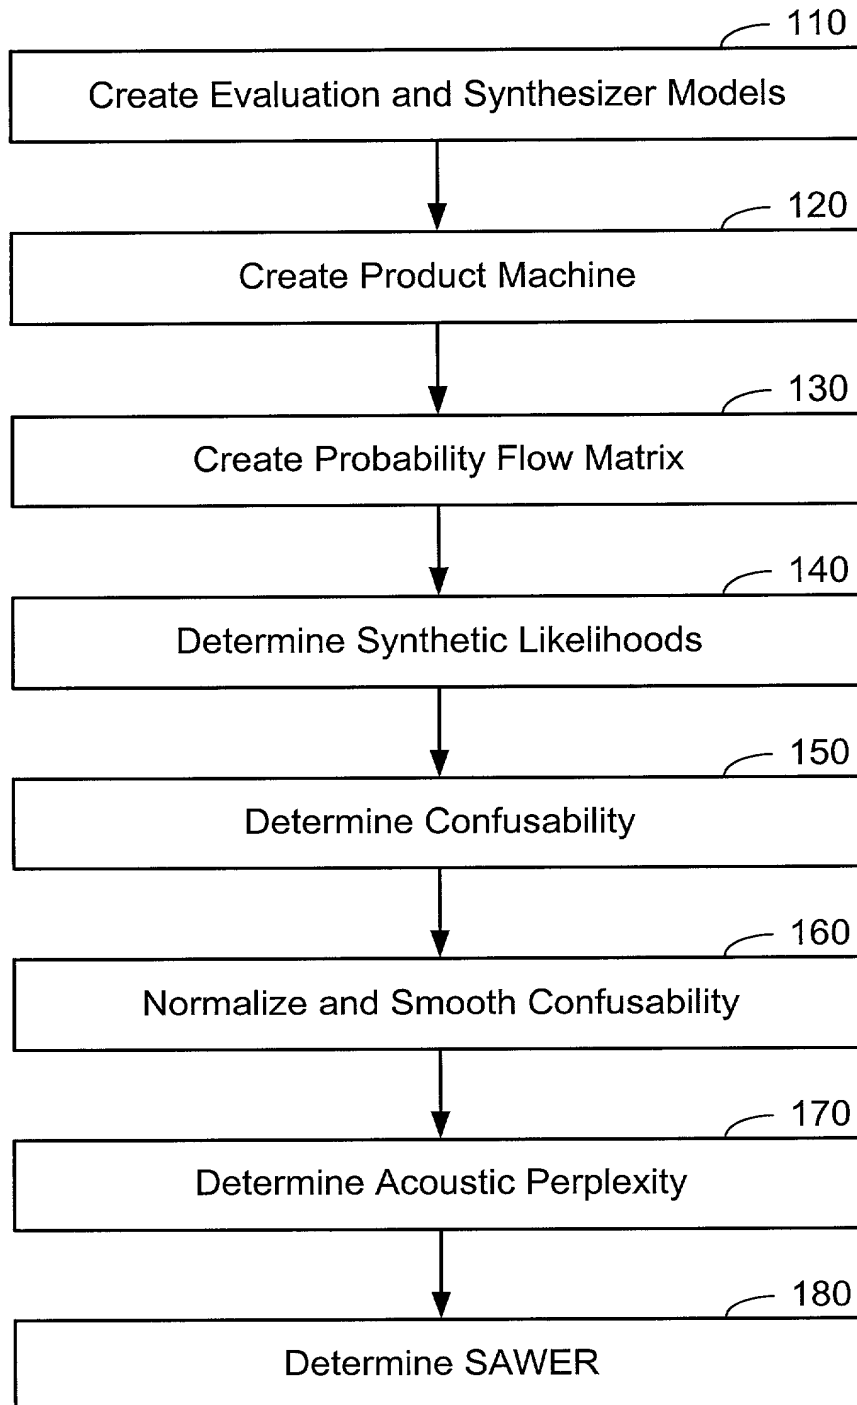 110
Create Evaluation and Synthesizer Models
120
Create Product Machine
130
Create Probability Flow Matrix
140
Determine Synthetic Likelihoods
150
Determine Confusability
160
Normalize and Smooth Confusability
170
Determine Acoustic Perplexity
180
Determine SAWER